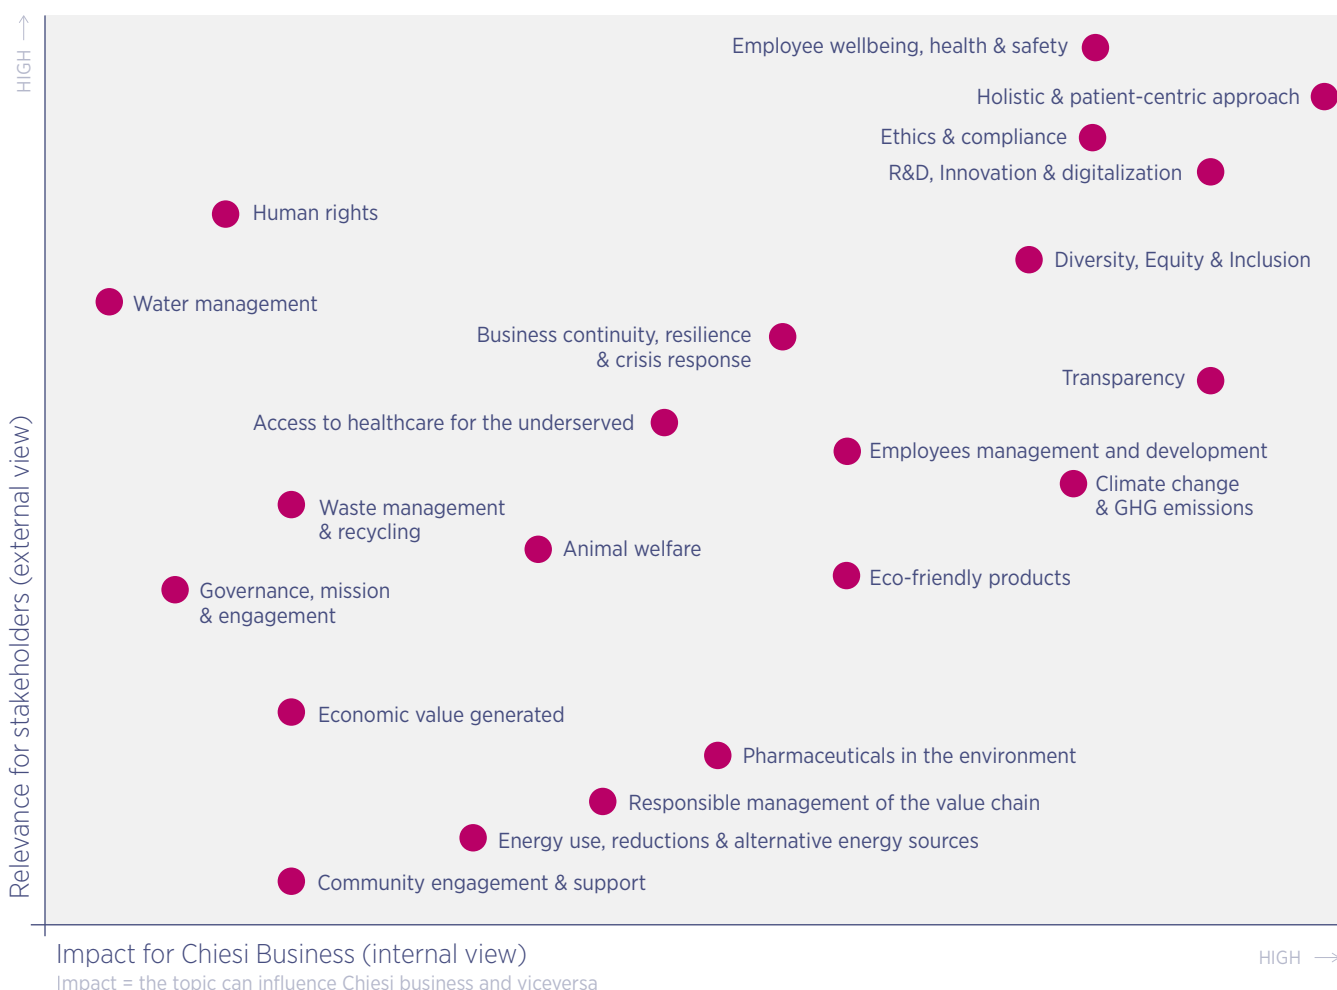 HIGH
Employee wellbeing, health & safety
Holistic & patient-centric approach
Ethics & compliance
R&D, Innovation & digitalization
Human rights
Diversity, Equity & Inclusion
Water management
Business continuity, resilience
& crisis response
Transparency
Access to healthcare for the underserved
Employees management and development
Climate change
& GHG emissions
Waste management
& recycling
Animal welfare
Eco-friendly products
Governance, mission
& engagement
Economic value generated
Pharmaceuticals in the environment
Responsible management of the value chain
Energy use, reductions & alternative energy sources
Community engagement & support
Relevance for stakeholders (external view)
Impact for Chiesi Business (internal view)
HIGH
Impact = the topic can influence Chiesi business and viceversa